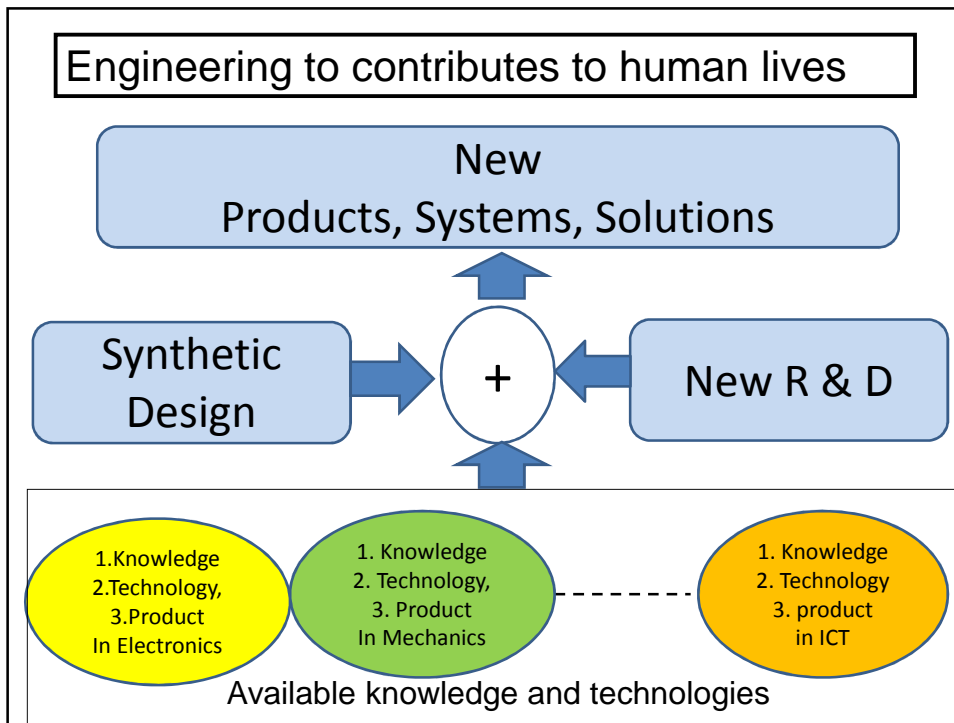 Engineering to contributes to human lives
New
Products, Systems, Solutions
Synthetic
Design
+
New R & D
1.Knowledge
2.Technology,
3.Product
In Electronics
1. Knowledge
2. Technology,
3. Product
In Mechanics
1. Knowledge
2. Technology
3. product
in ICT
Available knowledge and technologies